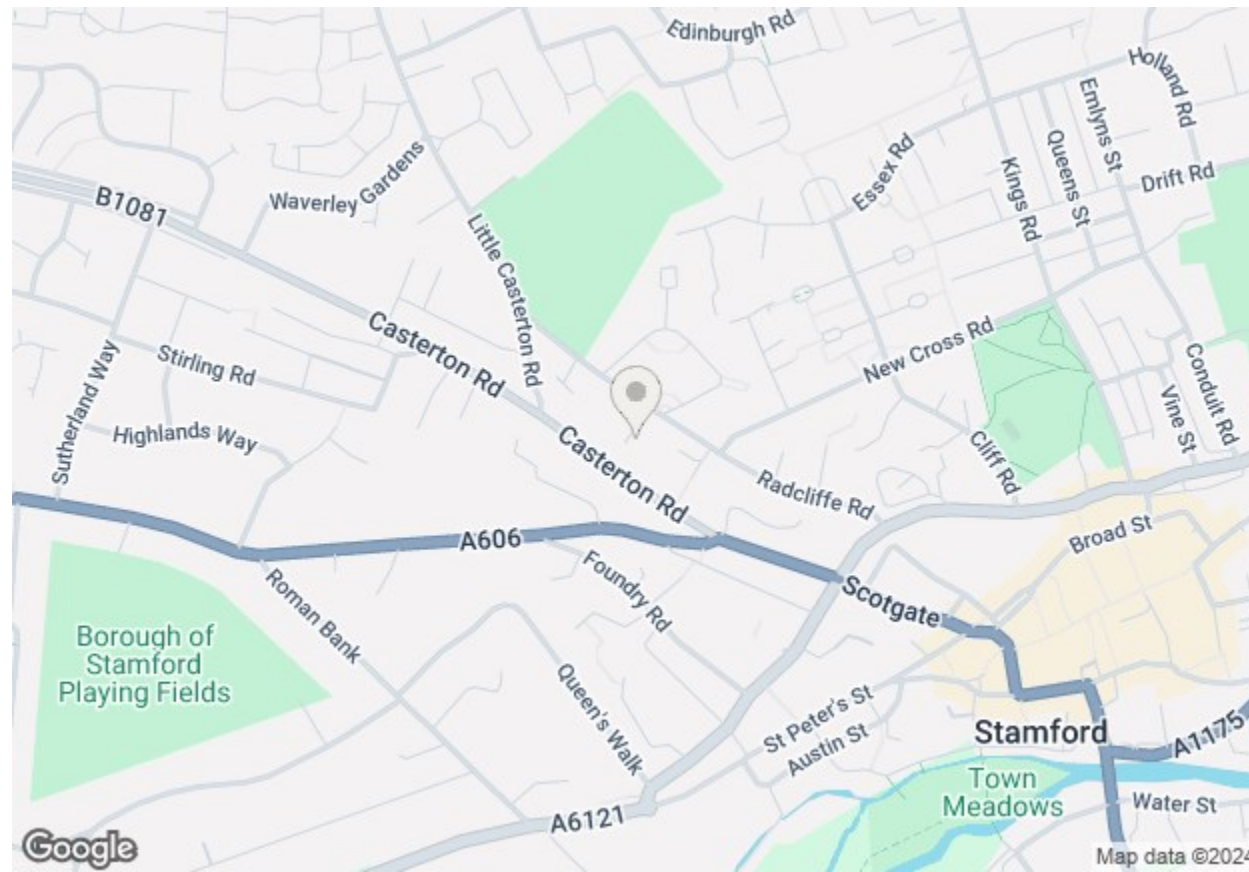 Edinburgh Rd
Holland Rd
Emlyns St
Queens St
Kings Rd
Drift Rd
Essex Rd
Waverley Gardens
B1081
Little Casterton Rd
Casterton Rd
New Cross Rd
Conduit Rd
Vine St
Stirling Rd
Sutherland Way
Highlands Way
Casterton Rd
Cliff Rd
Radcliffe Rd
A606
Broad St
Foundry Rd
Scotgate
Roman Bank
Borough of
Stamford
Playing Fields
Queen's Walk
St Peter's St
Austin St
Stamford
A1175
Town
Meadows
Water St
A6121
Google
Map data ©2024